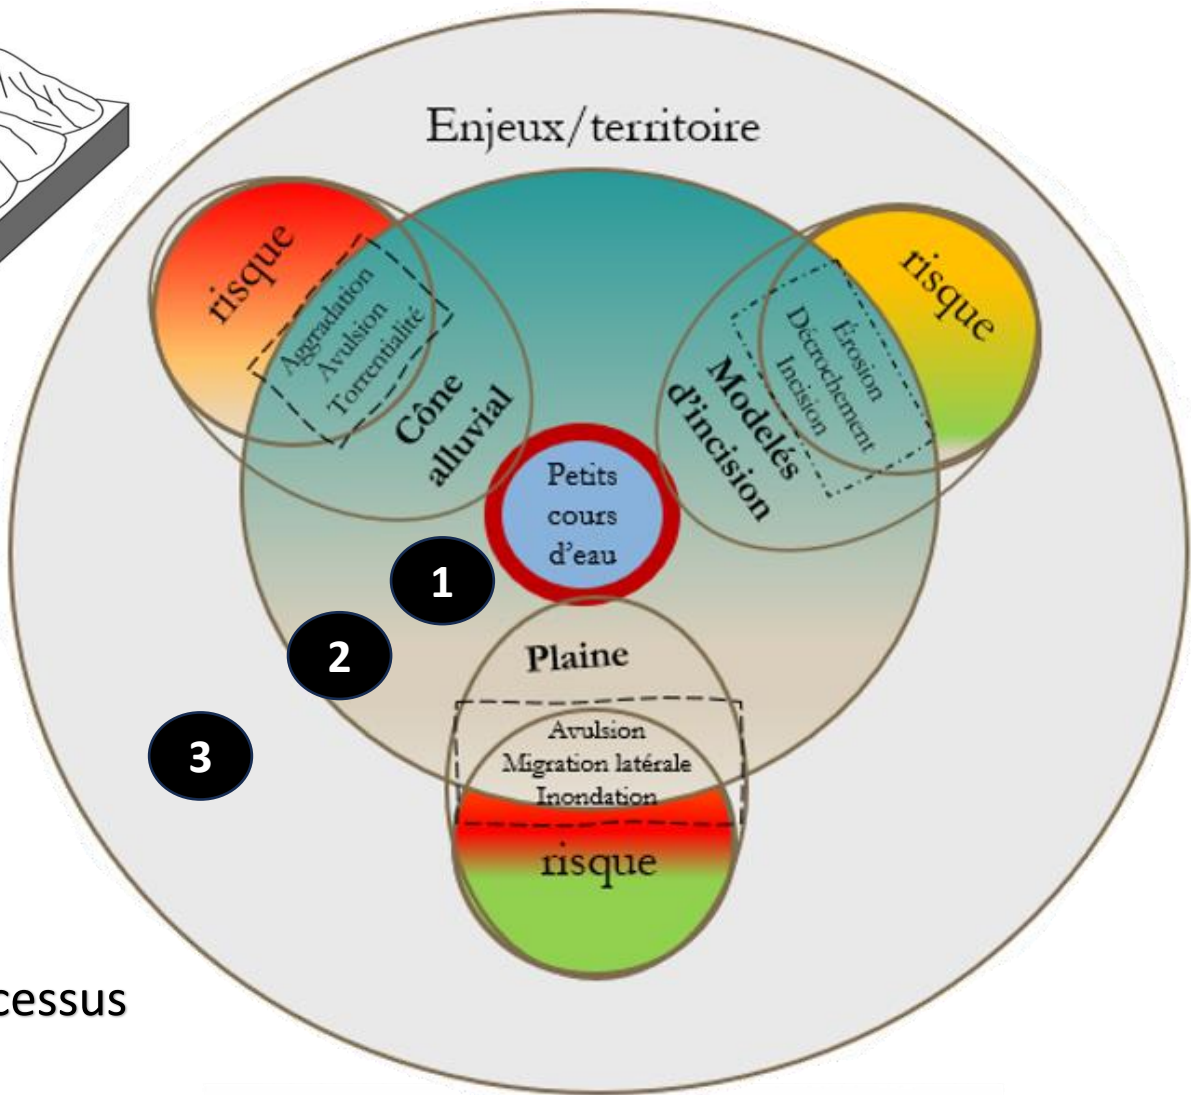 Enjeux/territoire
risque
Aggradation
Avulsion
Torrentialité
Cône
alluvial
risque
Érosion
Décrochement
Incision
Modelés
d'incision
Petits
cours
d'eau
1
2
3
Plaine
Avulsion
Migration latérale
Inondation
risque
cessus